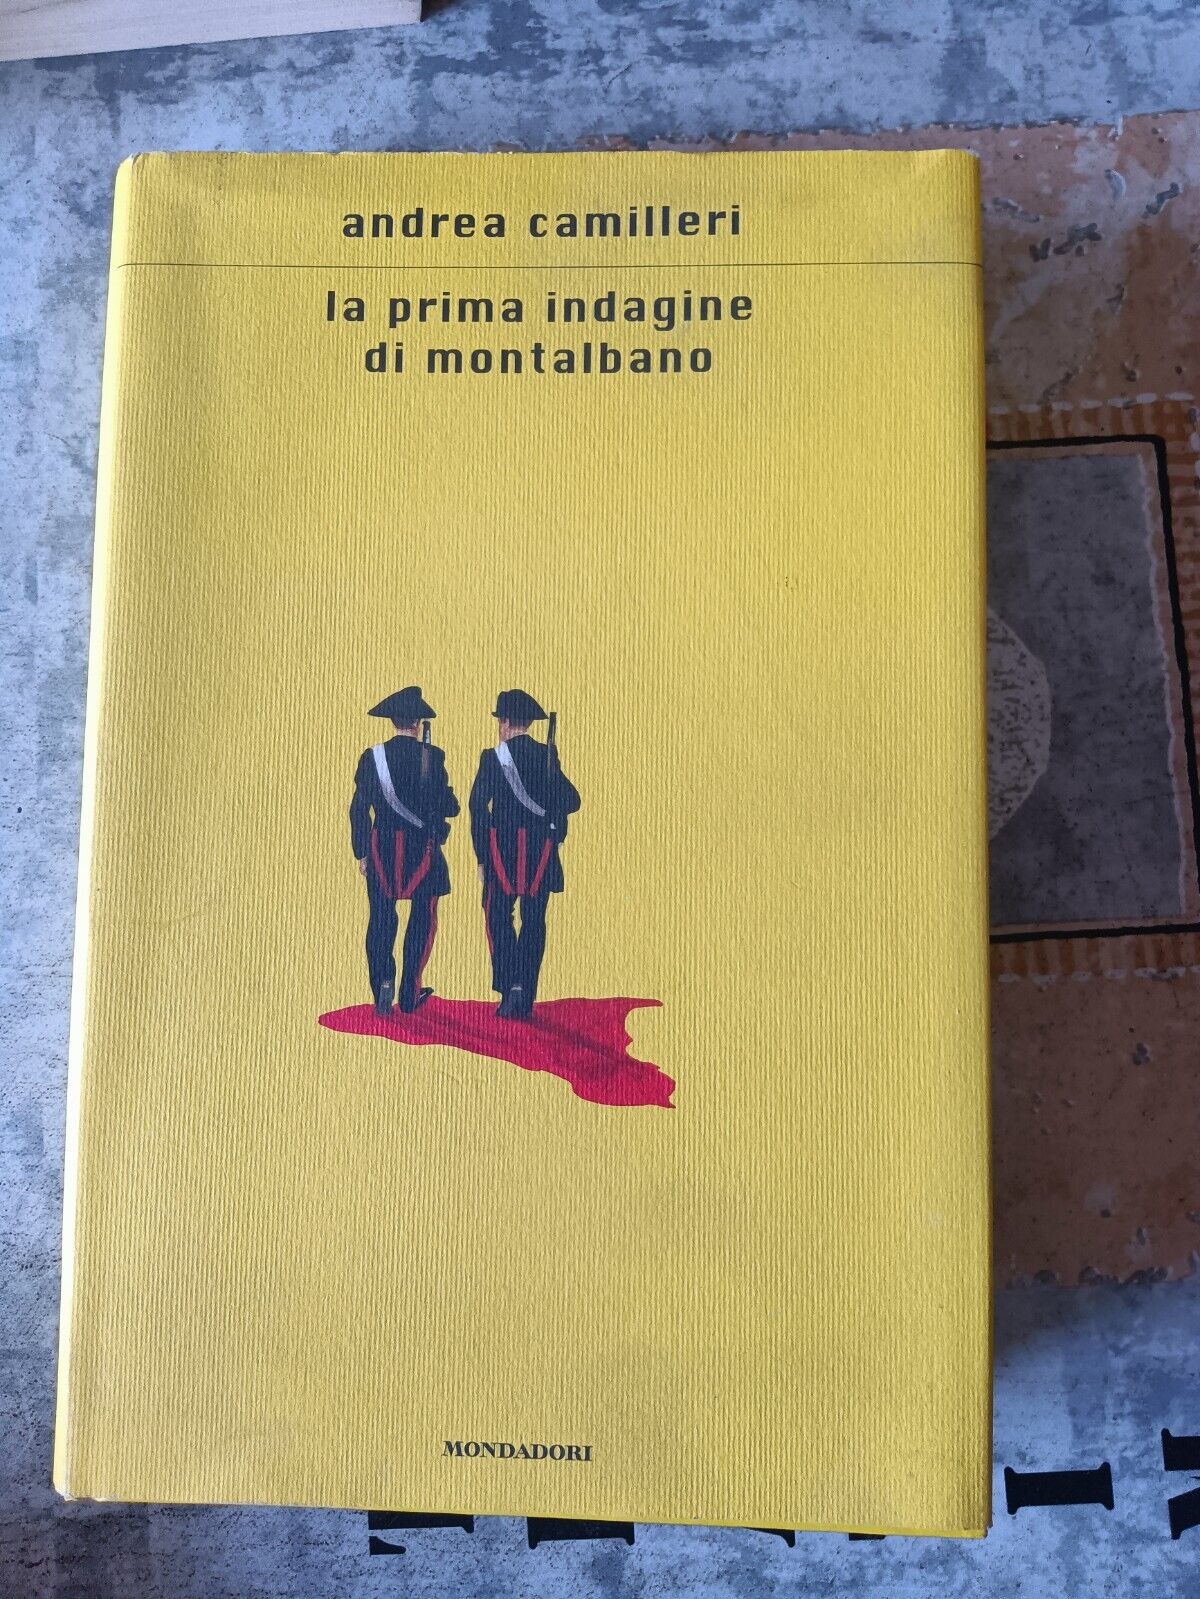 andrea camilleri
la prima indagine
di montalbano
MONDADORI